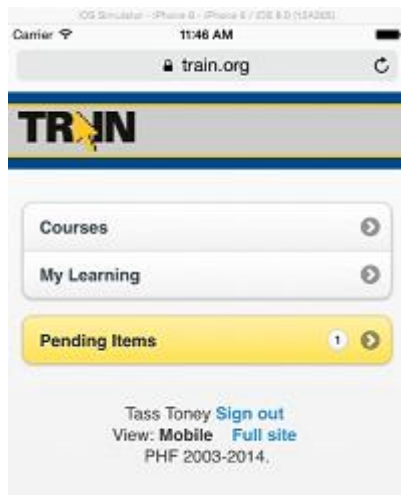 iOS Simulator - iPhone 6 - iPhone 6 / iOS 8.0 (12A365)
Carrier 11:46 AM
train.org
TRAIN
Courses
My Learning
Pending Items 1
Tass Toney Sign out
View: Mobile Full site
PHF 2003-2014.